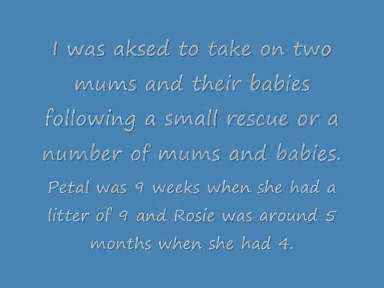 I was aksed to take on two
mums and their babies
following a small rescue or a
number of mums and babies.
Petal was 9 weeks when she had a
litter of 9 and Rosie was around 5
months when she had 4.